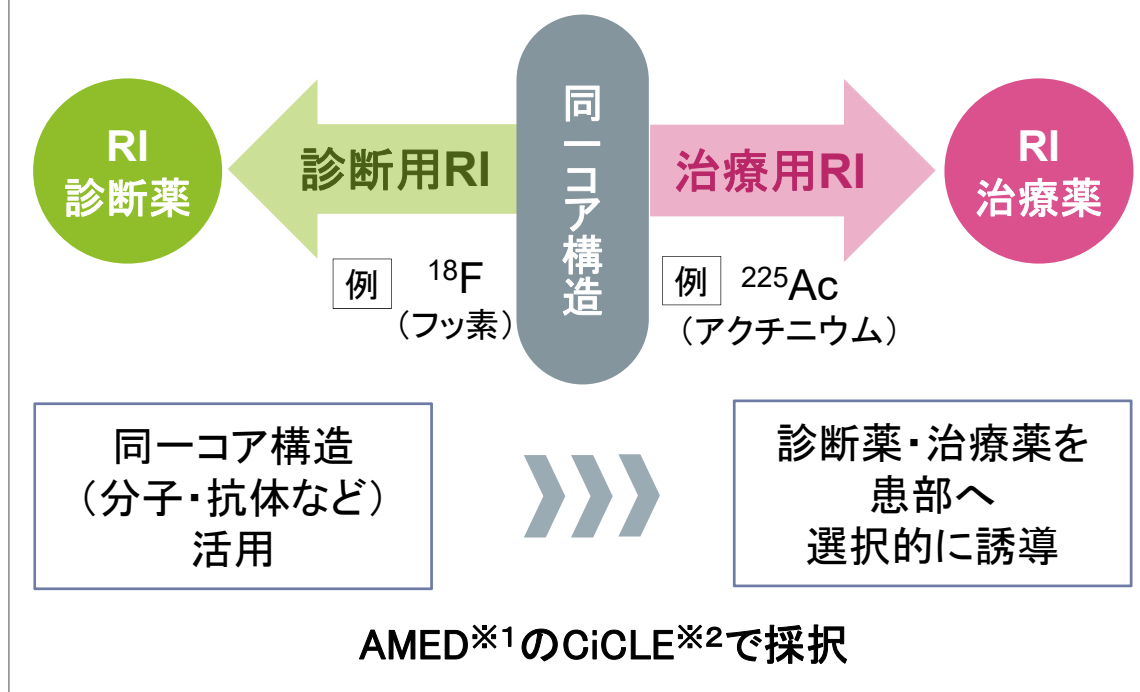 RI
診断薬
診断用RI
同一コア構造
治療用RI
RI
治療薬
例
¹⁸F
（フッ素）
例
²²⁵Ac
（アクチニウム）
同一コア構造
（分子・抗体など）
活用
診断薬・治療薬を
患部へ
選択的に誘導
AMED※1のCiCLE※2で採択